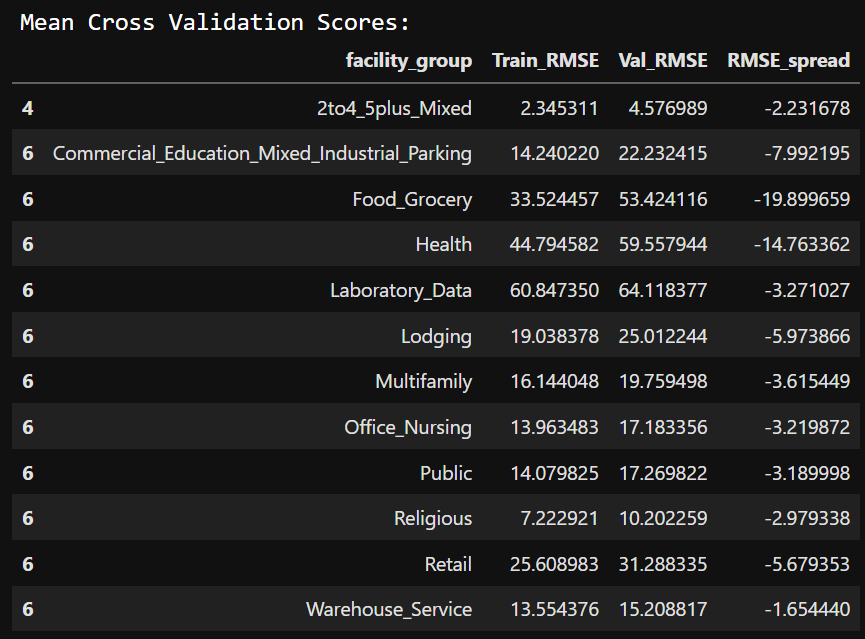 Mean Cross Validation Scores:
facility_group Train_RMSE Val_RMSE RMSE_spread
4 2to4_5plus_Mixed 2.345311 4.576989 -2.231678
6 Commercial_Education_Mixed_Industrial_Parking 14.240220 22.232415 -7.992195
6 Food_Grocery 33.524457 53.424116 -19.899659
6 Health 44.794582 59.557944 -14.763362
6 Laboratory_Data 60.847350 64.118377 -3.271027
6 Lodging 19.038378 25.012244 -5.973866
6 Multifamily 16.144048 19.759498 -3.615449
6 Office_Nursing 13.963483 17.183356 -3.219872
6 Public 14.079825 17.269822 -3.189998
6 Religious 7.222921 10.202259 -2.979338
6 Retail 25.608983 31.288335 -5.679353
6 Warehouse_Service 13.554376 15.208817 -1.654440